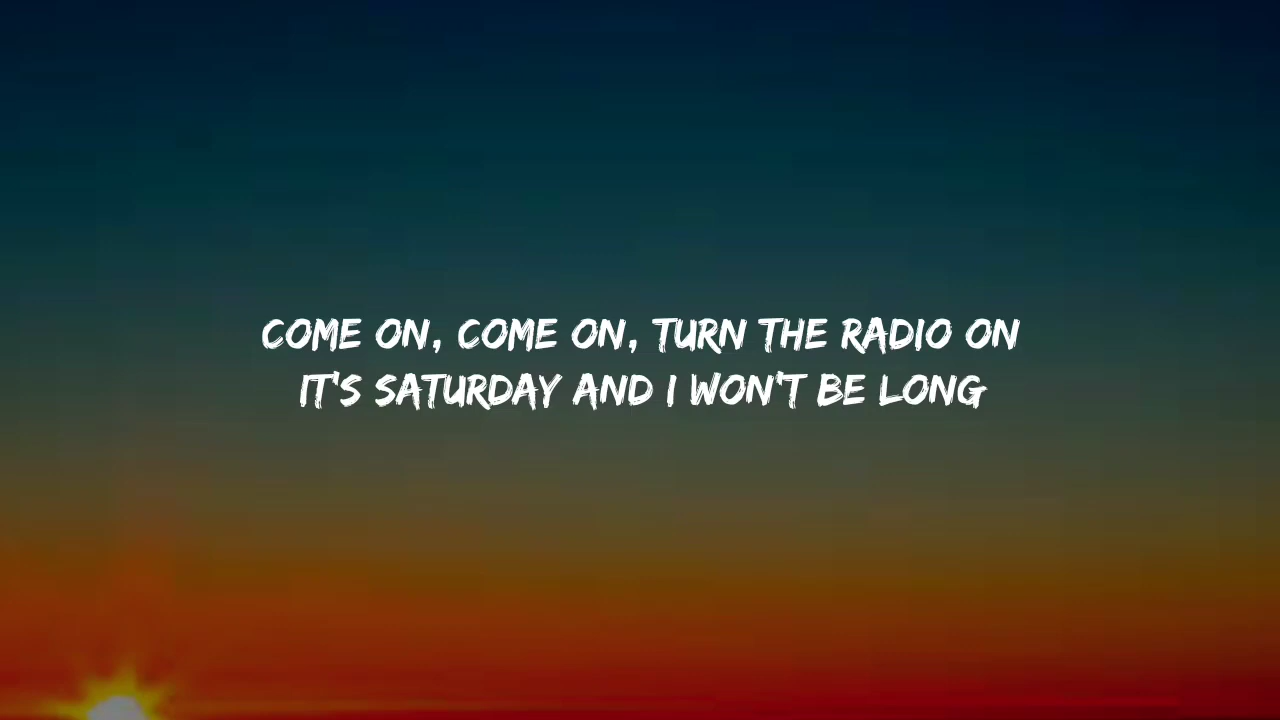 COME ON, COME ON, TURN THE RADIO ON
IT'S SATURDAY AND I WON'T BE LONG